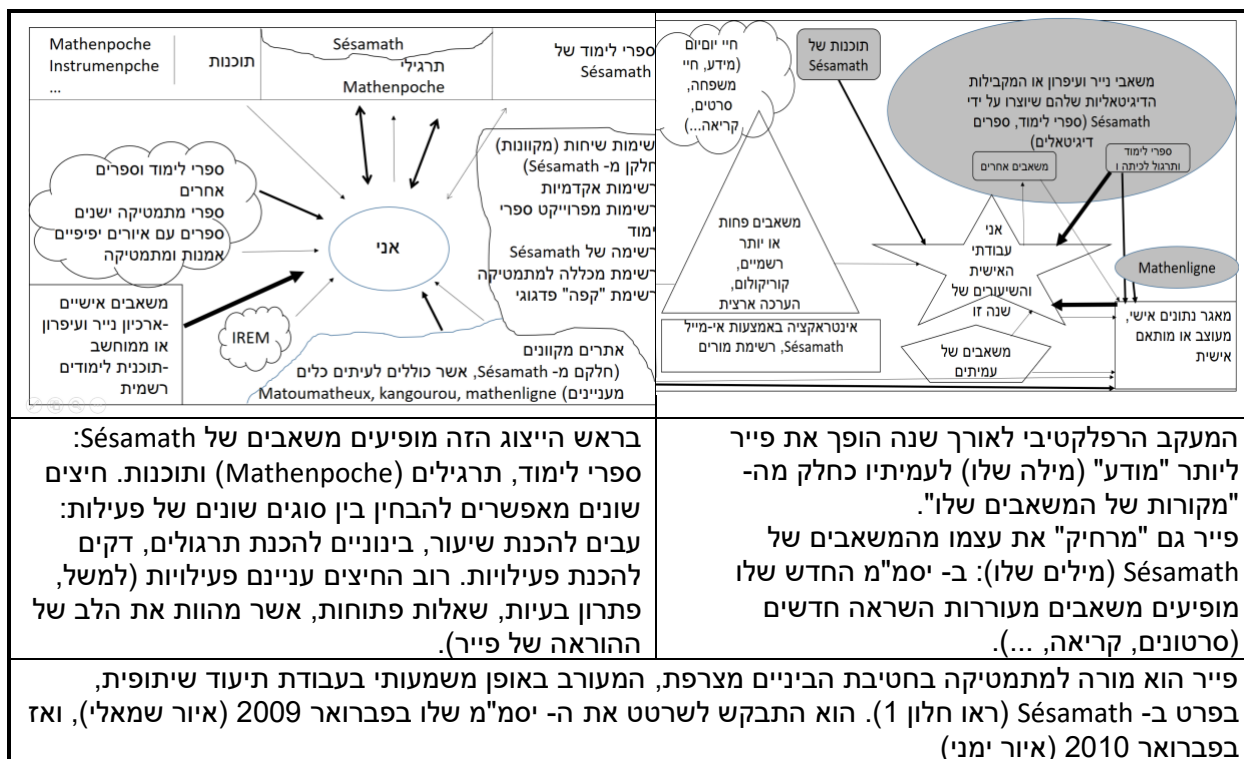 Mathenpoche
Instrumenpche
...
תוכנות
Sésamath
תרגילי
Mathenpoche
ספרי לימוד של
Sésamath
ספרי לימוד וספרים
אחרים
ספרי מתמטיקה ישנים
ספרים עם איורים יפיפיים
אמנות ומתמטיקה
אני
שימות שיחות (מקוונות)
חלקן מ- Sésamath)
רשימות אקדמיות
רשימות מפרוייקט ספרי
ימוד
רשימה של Sésamath
רשימת מכללה למתמטיקה
רשימת "קפה" פדגוגי
משאבים אישיים
-ארכיון נייר ועיפרון
או ממוחשב
-תוכנית לימודים
רשמית
IREM
אתרים מקוונים
(חלקם מ- Sésamath, אשר כוללים לעיתים כלים
מעניינים) Matoumatheux, kangourou, mathenligne
חיי יומיום
(מידע, חיי
משפחה,
סרטים,
קריאה...)
תוכנות של
Sésamath
משאבי נייר ועיפרון או המקבילות
הדיגיטאליות שלהם שיוצרו על ידי
Sésamath (ספרי לימוד, ספרים
דיגיטאלים)
משאבים אחרים
ספרי לימוד
ותרגול לכיתה ו
משאבים פחות
או יותר
רשמיים,
קוריקולום,
הערכה ארצית
אני
עבודתי
האישית
והשיעורים של
שנה זו
Mathenligne
אינטראקציה באמצעות אי-מייל
Sésamath, רשימת מורים
משאבים של
עמיתים
מאגר נתונים אישי,
מעוצב או מותאם
אישית
המעקב הרפלקטיבי לאורך שנה הופך את פייר
ליותר "מודע" (מילה שלו) לעמיתיו כחלק מה-
"מקורות של המשאבים שלו".
פייר גם "מרחיק" את עצמו מהמשאבים של
Sésamath (מילים שלו): ב- יסמ"מ החדש שלו
מופיעים משאבים מעוררות השראה חדשים
(סרטונים, קריאה, ...).
בראש הייצוג הזה מופיעים משאבים של Sésamath:
ספרי לימוד, תרגילים (Mathenpoche) ותוכנות. חיצים
שונים מאפשרים להבחין בין סוגים שונים של פעילות:
עבים להכנת שיעור, בינוניים להכנת תרגולים, דקים
להכנת פעילויות. רוב החיצים עניינם פעילויות (למשל,
פתרון בעיות, שאלות פתוחות, אשר מהוות את הלב של
ההוראה של פייר).
פייר הוא מורה למתמטיקה בחטיבת הביניים מצרפת, המעורב באופן משמעותי בעבודת תיעוד שיתופית,
בפרט ב- Sésamath (ראו חלון 1). הוא התבקש לשרטט את ה- יסמ"מ שלו בפברואר 2009 (איור שמאלי), ואז
בפברואר 2010 (איור ימני)